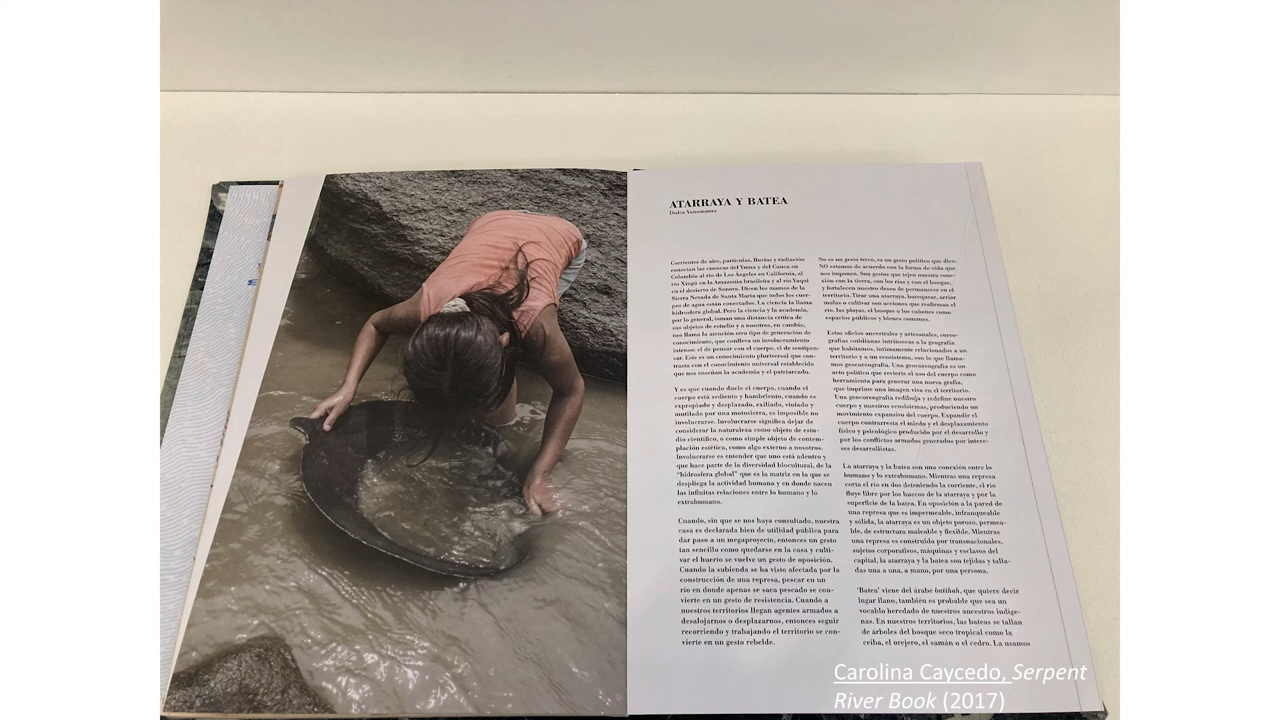 ATARRAYA Y BATEA
Dulce Yanomamo
Corrientes de aire, partículas, lluvias y radiación
conectan las cuencas del Yuma y del Cauca en
Colombia al río de Los Angeles en California, al
río Xingú en la Amazonia brasileña y al río Yaqui
en el desierto de Sonora. Dicen los mamos de la
Sierra Nevada de Santa Marta que todos los cuer-
pos de agua están conectados. La ciencia la llama
hidrosfera global. Pero la ciencia y la academia,
por lo general, toman una distancia crítica de
sus objetos de estudio y a nosotros, en cambio,
nos llama la atención otro tipo de generación de
conocimiento, que conlleva un involucramiento
intenso: el de pensar con el cuerpo, el de sentipen-
sar. Este es un conocimiento pluriversal que con-
trasta con el conocimiento universal establecido
que nos enseñan la academia y el patriarcado.
Y es que cuando duele el cuerpo, cuando el
cuerpo está sediento y hambriento, cuando es
expropiado y desplazado, exiliado, violado y
mutilado por una motosierra, es imposible no
involucrarse. Involucrarse significa dejar de
considerar la naturaleza como objeto de estu-
dio científico, o como simple objeto de contem-
plación estética, como algo externo a nosotros.
Involucrarse es entender que uno está adentro y
que hace parte de la diversidad biocultural, de la
“hidrosfera global” que es la matriz en la que se
despliega la actividad humana y en donde nacen
las infinitas relaciones entre lo humano y lo
extrahumano.
Cuando, sin que se nos haya consultado, nuestra
casa es declarada bien de utilidad pública para
dar paso a un megaproyecto, entonces un gesto
tan sencillo como quedarse en la casa y culti-
var el huerto se vuelve un gesto de oposición.
Cuando la subienda se ha visto afectada por la
construcción de una represa, pescar en un
río en donde apenas se saca pescado se con-
vierte en un gesto de resistencia. Cuando a
nuestros territorios llegan agentes armados a
desalojarnos o desplazarnos, entonces seguir
recorriendo y trabajando el territorio se con-
vierte en un gesto rebelde.
No es un gesto terco, es un gesto político que dice:
NO estamos de acuerdo con la forma de vida que
nos imponen. Son gestos que tejen nuestra cone-
xión con la tierra, con los ríos y con el bosque,
y fortalecen nuestro deseo de permanecer en el
territorio. Tirar una atarraya, barequear, arriar
mulas o cultivar son acciones que reafirman el
río, las playas, el bosque o los cañones como
espacios públicos y bienes comunes.
Estos oficios ancestrales y artesanales, coreo-
grafías cotidianas intrínsecas a la geografía
que habitamos, íntimamente relacionados a un
territorio y a un ecosistema, son lo que llama-
mos geocoreografía. Una geocoreografía es un
acto político que revierte el uso del cuerpo como
herramienta para generar una nueva grafía,
que imprime una imagen viva en el territorio.
Una geocoreografía redibuja y redefine nuestro
cuerpo y nuestros ecosistemas, produciendo un
movimiento expansivo del cuerpo. Expandir el
cuerpo contrarresta el miedo y el desplazamiento
físico y psicológico producido por el desarrollo y
por los conflictos armados generados por intere-
ses desarrollistas.
La atarraya y la batea son una conexión entre lo
humano y lo extrahumano. Mientras una represa
corta el río en dos deteniendo la corriente, el río
fluye libre por los huecos de la atarraya y por la
superficie de la batea. En oposición a la pared de
una represa que es impermeable, infranqueable
y sólida, la atarraya es un objeto poroso, permea-
ble, de estructura maleable y flexible. Mientras
una represa es construida por transnacionales,
sujetos corporativos, máquinas y esclavos del
capital, la atarraya y la batea son tejidas y talla-
das una a una, a mano, por una persona.
‘Batea’ viene del árabe batihah, que quiere decir
lugar llano, también es probable que sea un
vocablo heredado de nuestros ancestros indíge-
nas. En nuestros territorios, las bateas se tallan
de árboles del bosque seco tropical como la
ceiba, el orejero, el samán o el cedro. La usamos
Carolina Caycedo, Serpent
River Book (2017)